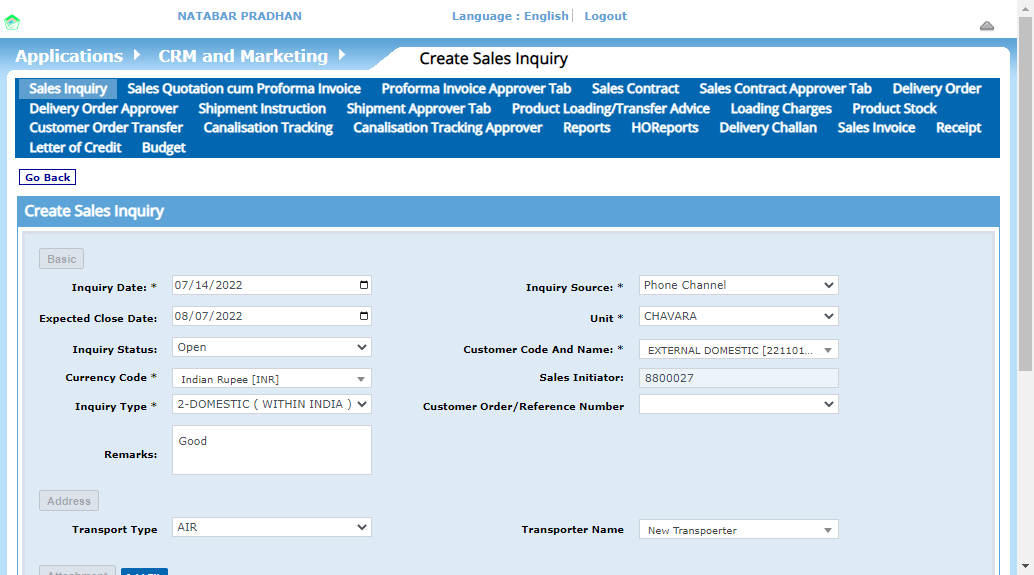 NATABAR PRADHAN Language : English Logout
Applications CRM and Marketing Create Sales Inquiry
Sales Inquiry Sales Quotation cum Proforma Invoice Proforma Invoice Approver Tab Sales Contract Sales Contract Approver Tab Delivery Order
Delivery Order Approver Shipment Instruction Shipment Approver Tab Product Loading/Transfer Advice Loading Charges Product Stock
Customer Order Transfer Canalisation Tracking Canalisation Tracking Approver Reports HOReports Delivery Challan Sales Invoice Receipt
Letter of Credit Budget
Go Back
Create Sales Inquiry
Basic
Inquiry Date: * 07/14/2022 Inquiry Source: * Phone Channel
Expected Close Date: 08/07/2022 Unit * CHAVARA
Inquiry Status: Open Customer Code And Name: * EXTERNAL DOMESTIC [221101...
Currency Code * Indian Rupee [INR] Sales Initiator: 8800027
Inquiry Type * 2-DOMESTIC ( WITHIN INDIA ) Customer Order/Reference Number
Remarks: Good
Address
Transport Type AIR Transporter Name New Transpoerter
Attachment